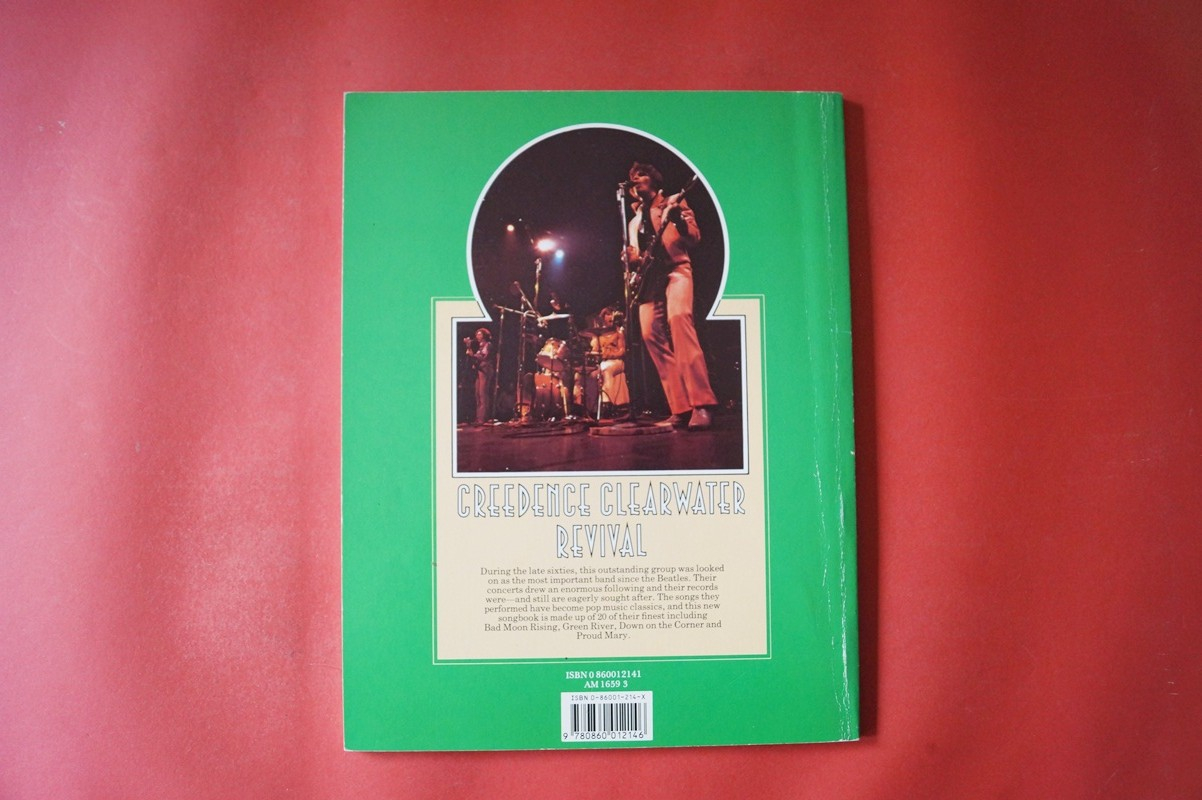 CREEDENCE CLEARWATER
REVIVAL
During the late sixties, this outstanding group was looked
on as the most important band since the Beatles. Their
concerts drew an enormous following and their records
were—and still are eagerly sought after. The songs they
performed have become pop music classics, and this new
songbook is made up of 20 of their finest including
Bad Moon Rising, Green River, Down on the Corner and
Proud Mary.
ISBN 0 860012141
AM 1659 3
ISBN 0-86001-214-X
9 780860 012146